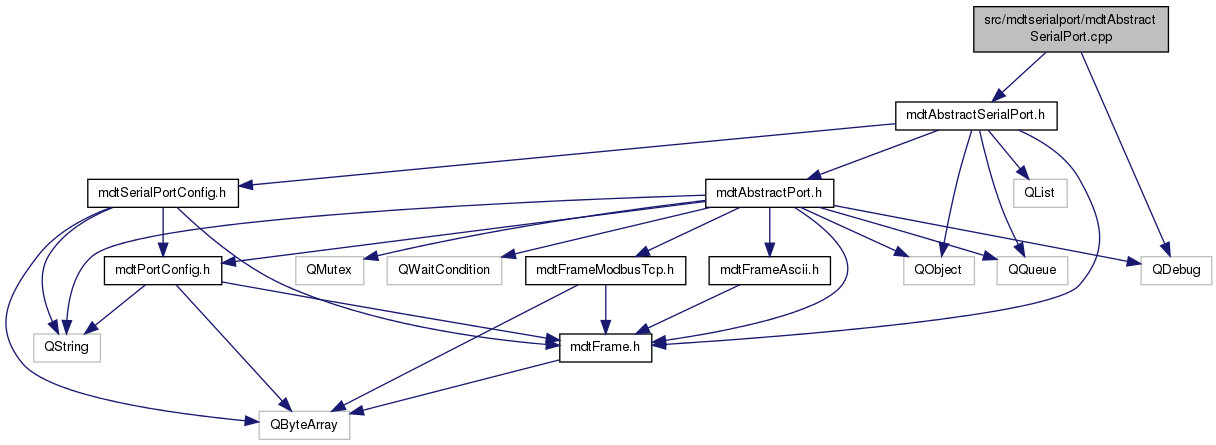 src/mdtserialport/mdtAbstract
SerialPort.cpp
mdtAbstractSerialPort.h
mdtSerialPortConfig.h
mdtAbstractPort.h
QList
mdtPortConfig.h
QMutex
QWaitCondition
mdtFrameModbusTcp.h
mdtFrameAscii.h
QObject
QQueue
QDebug
QString
mdtFrame.h
QByteArray